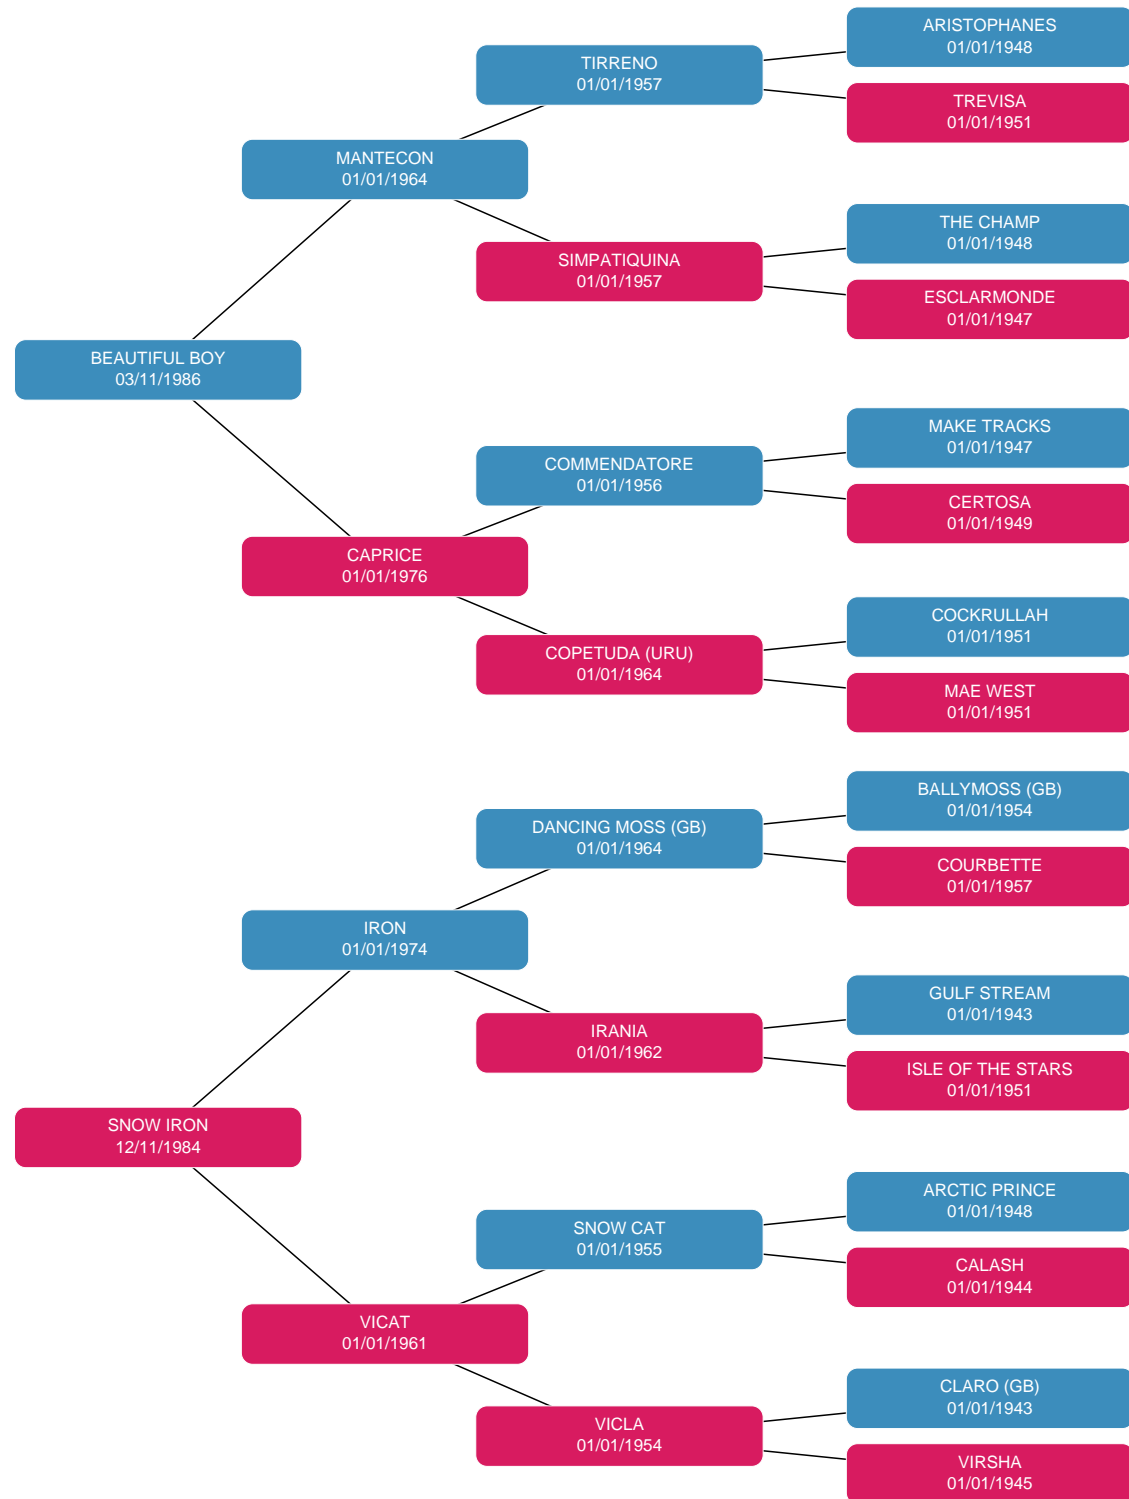 ARISTOPHANES
01/01/1948
TIRRENO
01/01/1957
TREVISA
01/01/1951
MANTECON
01/01/1964
THE CHAMP
01/01/1948
SIMPATIQUINA
01/01/1957
ESCLARMONDE
01/01/1947
BEAUTIFUL BOY
03/11/1986
MAKE TRACKS
01/01/1947
COMMENDATORE
01/01/1956
CERTOSA
01/01/1949
CAPRICE
01/01/1976
COCKRULLAH
01/01/1951
COPETUDA (URU)
01/01/1964
MAE WEST
01/01/1951
BALLYMOSS (GB)
01/01/1954
DANCING MOSS (GB)
01/01/1964
COURBETTE
01/01/1957
IRON
01/01/1974
GULF STREAM
01/01/1943
IRANIA
01/01/1962
ISLE OF THE STARS
01/01/1951
SNOW IRON
12/11/1984
ARCTIC PRINCE
01/01/1948
SNOW CAT
01/01/1955
CALASH
01/01/1944
VICAT
01/01/1961
CLARO (GB)
01/01/1943
VICLA
01/01/1954
VIRSHA
01/01/1945